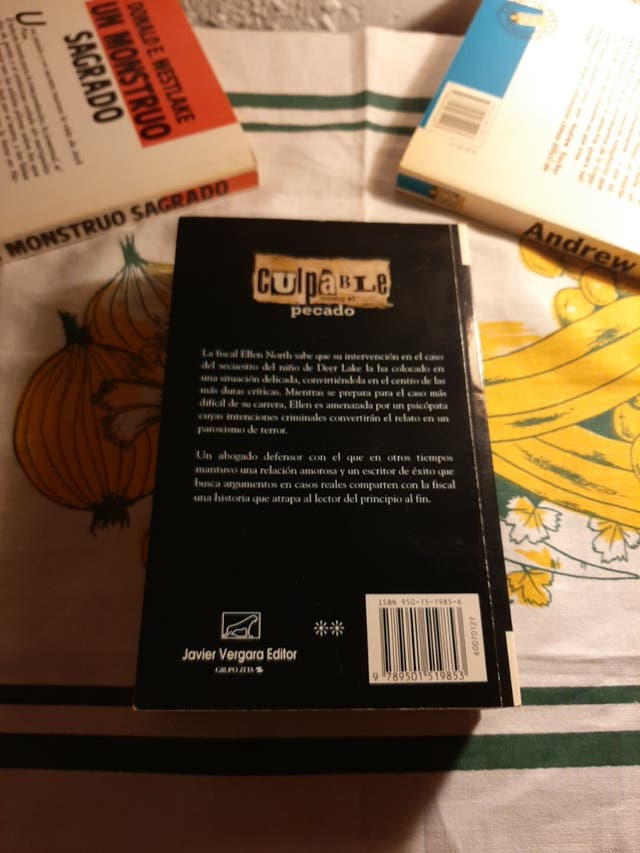 DONALD E. WESTLAKE
UN MONSTRUO
SAGRADO
MONSTRUO SAGRADO
Andrew
culpable
como el
pecado
La fiscal Ellen North sabe que su intervención en el caso
del secuestro del niño de Deer Lake la ha colocado en
una situación delicada, convirtiéndola en el centro de las
más duras críticas. Mientras se prepara para el caso más
difícil de su carrera, Ellen es amenazada por un psicópata
cuyas intenciones criminales convertirán el relato en un
paroxismo de terror.
Un abogado defensor con el que en otros tiempos
mantuvo una relación amorosa y un escritor de éxito que
busca argumentos en casos reales comparten con la fiscal
una historia que atrapa al lector del principio al fin.
Javier Vergara Editor
GRUPO ZETA
**
ISBN 950-15-1985-6
9 789501 519853
60070127